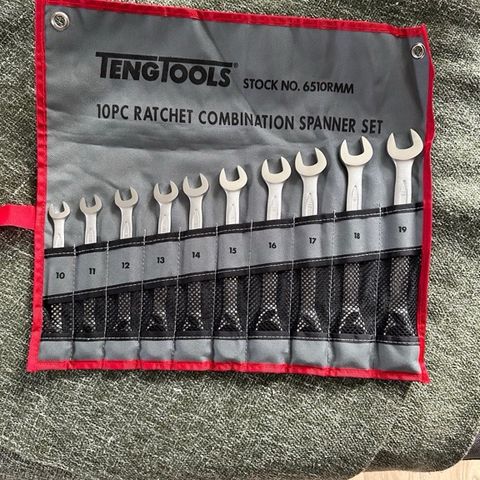 TENGTOOLS® STOCK NO. 6510RMM
10PC RATCHET COMBINATION SPANNER SET
10 11 12 13 14 15 16 17 18 19